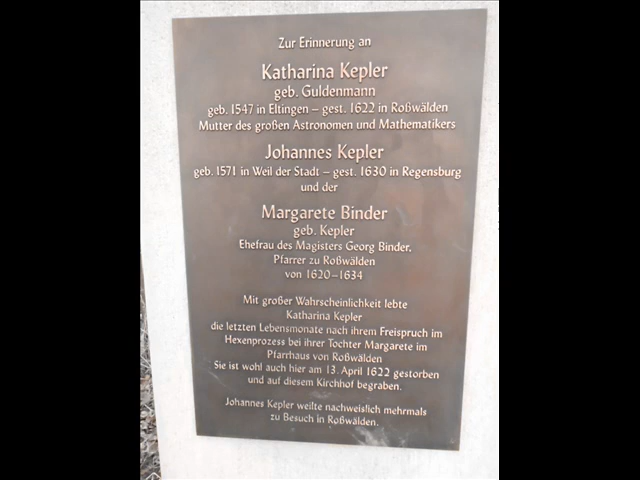 Zur Erinnerung an
Katharina Kepler
geb. Guldenmann
geb. 1547 in Eltingen – gest. 1622 in Roßwälden
Mutter des großen Astronomen und Mathematikers
Johannes Kepler
geb. 1571 in Weil der Stadt – gest. 1630 in Regensburg
und der
Margarete Binder
geb. Kepler
Ehefrau des Magisters Georg Binder,
Pfarrer zu Roßwälden
von 1620–1634
Mit großer Wahrscheinlichkeit lebte
Katharina Kepler
die letzten Lebensmonate nach ihrem Freispruch im
Hexenprozess bei ihrer Tochter Margarete im
Pfarrhaus von Roßwälden
Sie ist wohl auch hier am 13. April 1622 gestorben
und auf diesem Kirchhof begraben.
Johannes Kepler weilte nachweislich mehrmals
zu Besuch in Roßwälden.